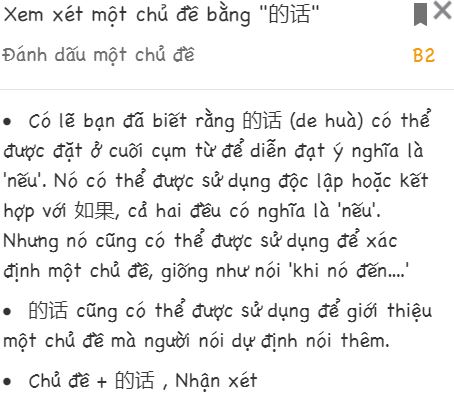 Xem xét một chủ đề bằng "的话"
Đánh dấu một chủ đề B2
• Có lẽ bạn đã biết rằng 的话 (de huà) có thể
được đặt ở cuối cụm từ để diễn đạt ý nghĩa là
'nếu'. Nó có thể được sử dụng độc lập hoặc kết
hợp với 如果, cả hai đều có nghĩa là 'nếu'.
Nhưng nó cũng có thể được sử dụng để xác
định một chủ đề, giống như nói 'khi nó đến....'
• 的话 cũng có thể được sử dụng để giới thiệu
một chủ đề mà người nói dự định nói thêm.
• Chủ đề + 的话 , Nhận xét